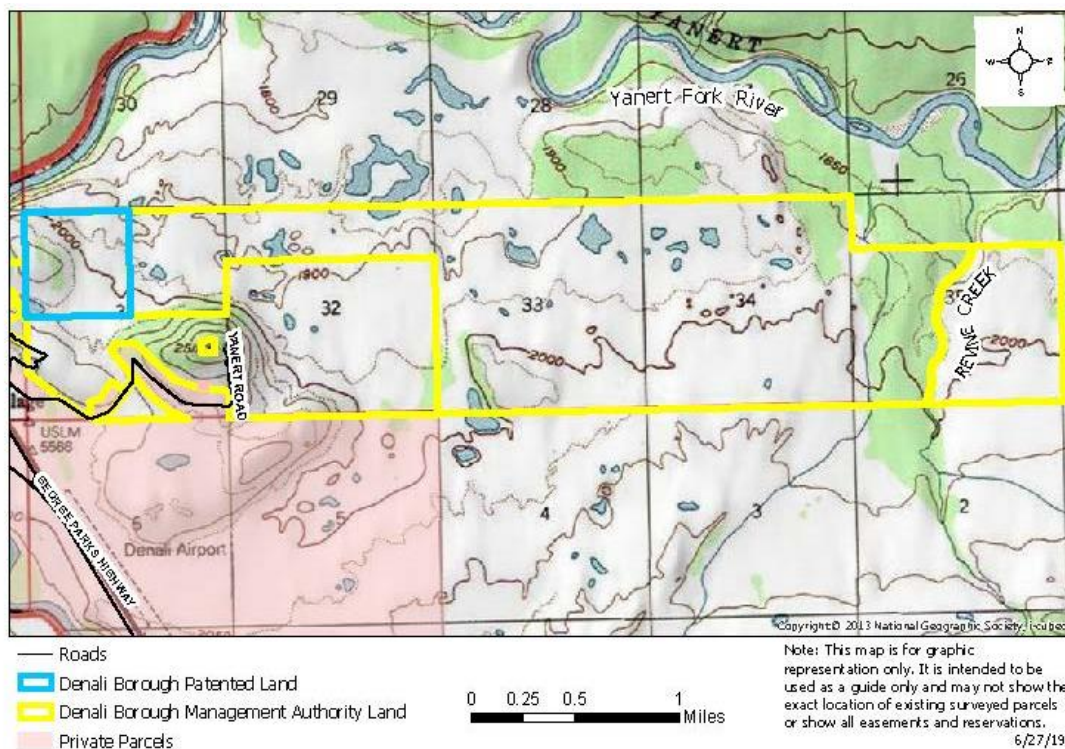 YANERT
N
W
E
S
30
29
28
26
Yanert Fork River
1800
1900
1850
2000
1900
32
33
34
35
2000
2000
YANERT ROAD
REVINE CREEK
USLM
5566
GEORGE PARKS HIGHWAY
6
5
4
3
2
Denali Airport
Copyright:© 2013 National Geographic Society, i-cubed
Roads
Denali Borough Patented Land
Denali Borough Management Authority Land
Private Parcels
0 0.25 0.5 1
Miles
Note: This map is for graphic
representation only. It is intended to be
used as a guide only and may not show the
exact location of existing surveyed parcels
or show all easements and reservations.
6/27/19